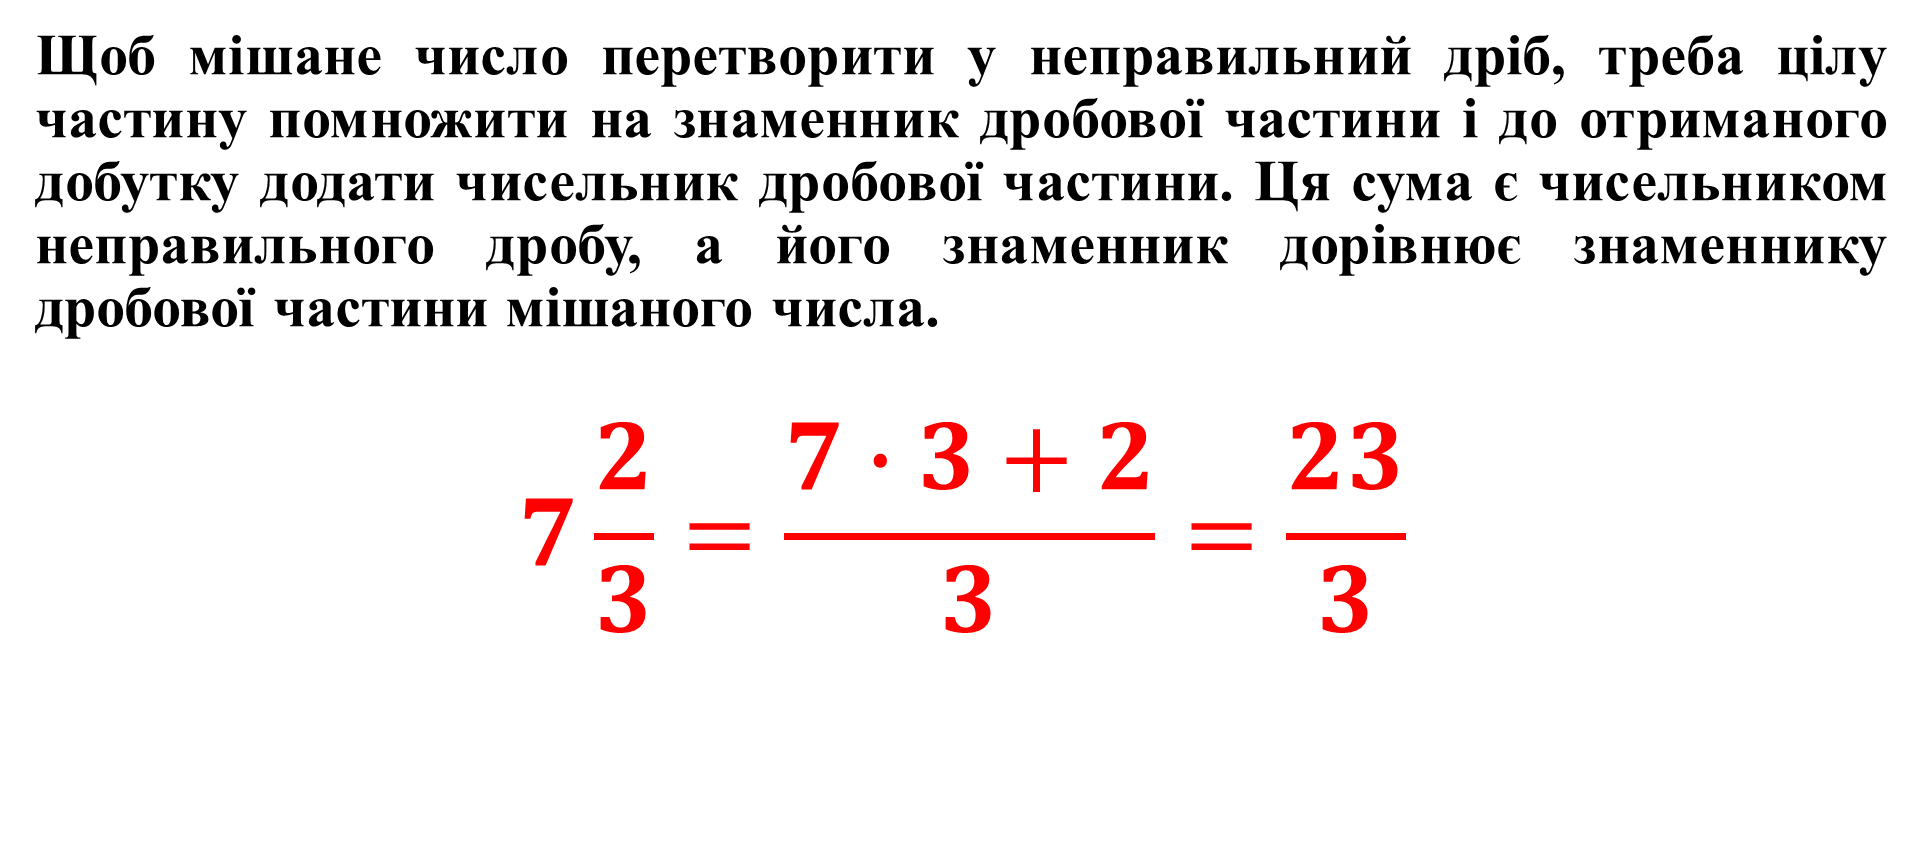 Щоб мішане число перетворити у неправильний дріб, треба цілу
частину помножити на знаменник дробової частини і до отриманого
добутку додати чисельник дробової частини. Ця сума є чисельником
неправильного дробу, а його знаменник дорівнює знаменнику
дробової частини мішаного числа.
7 2/3 = (7 · 3 + 2)/3 = 23/3